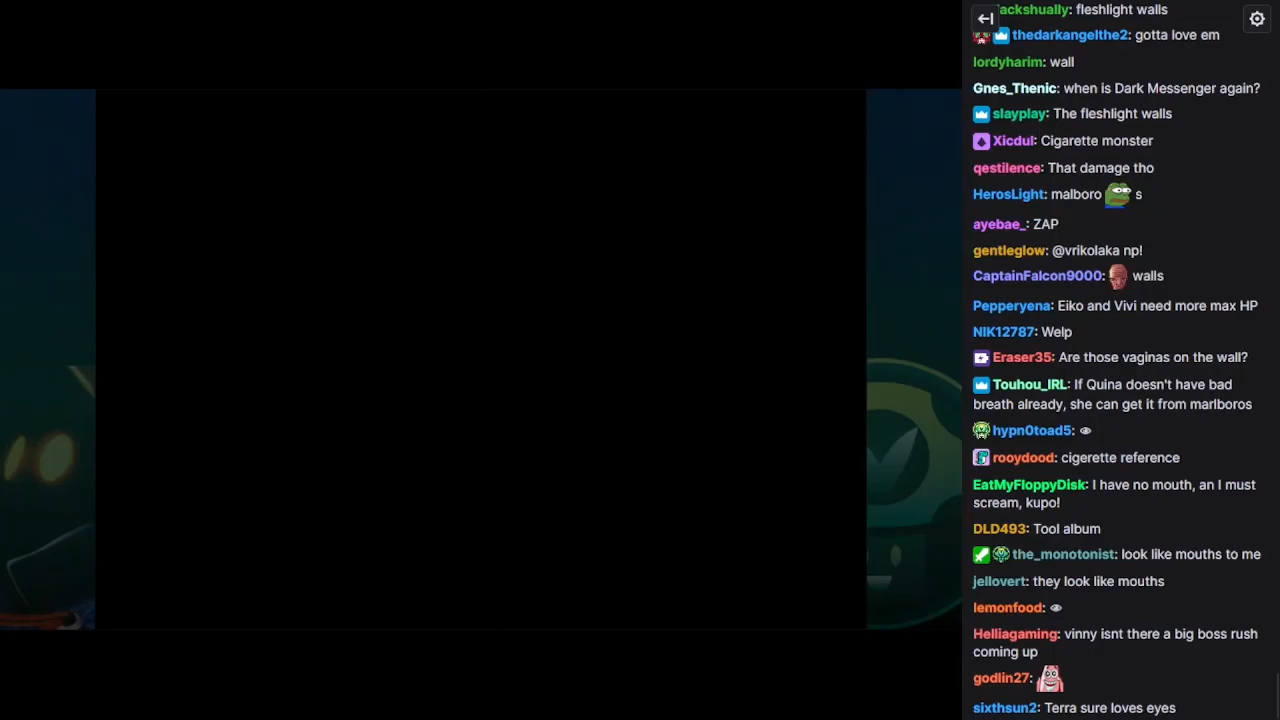 ackshually: fleshlight walls
thedarkangelthe2: gotta love em
lordyharim: wall
Gnes_Thenic: when is Dark Messenger again?
slayplay: The fleshlight walls
Xicdul: Cigarette monster
qestilence: That damage tho
HerosLight: malboro s
ayebae_: ZAP
gentleglow: @vrikolaka np!
CaptainFalcon9000: walls
Pepperyena: Eiko and Vivi need more max HP
NIK12787: Welp
Eraser35: Are those vaginas on the wall?
Touhou_IRL: If Quina doesn't have bad
breath already, she can get it from marlboros
hypn0toad5:
rooydood: cigerette reference
EatMyFloppyDisk: I have no mouth, an I must
scream, kupo!
DLD493: Tool album
the_monotonist: look like mouths to me
jellovert: they look like mouths
lemonfood:
Helliagaming: vinny isnt there a big boss rush
coming up
godlin27:
sixthsun2: Terra sure loves eyes